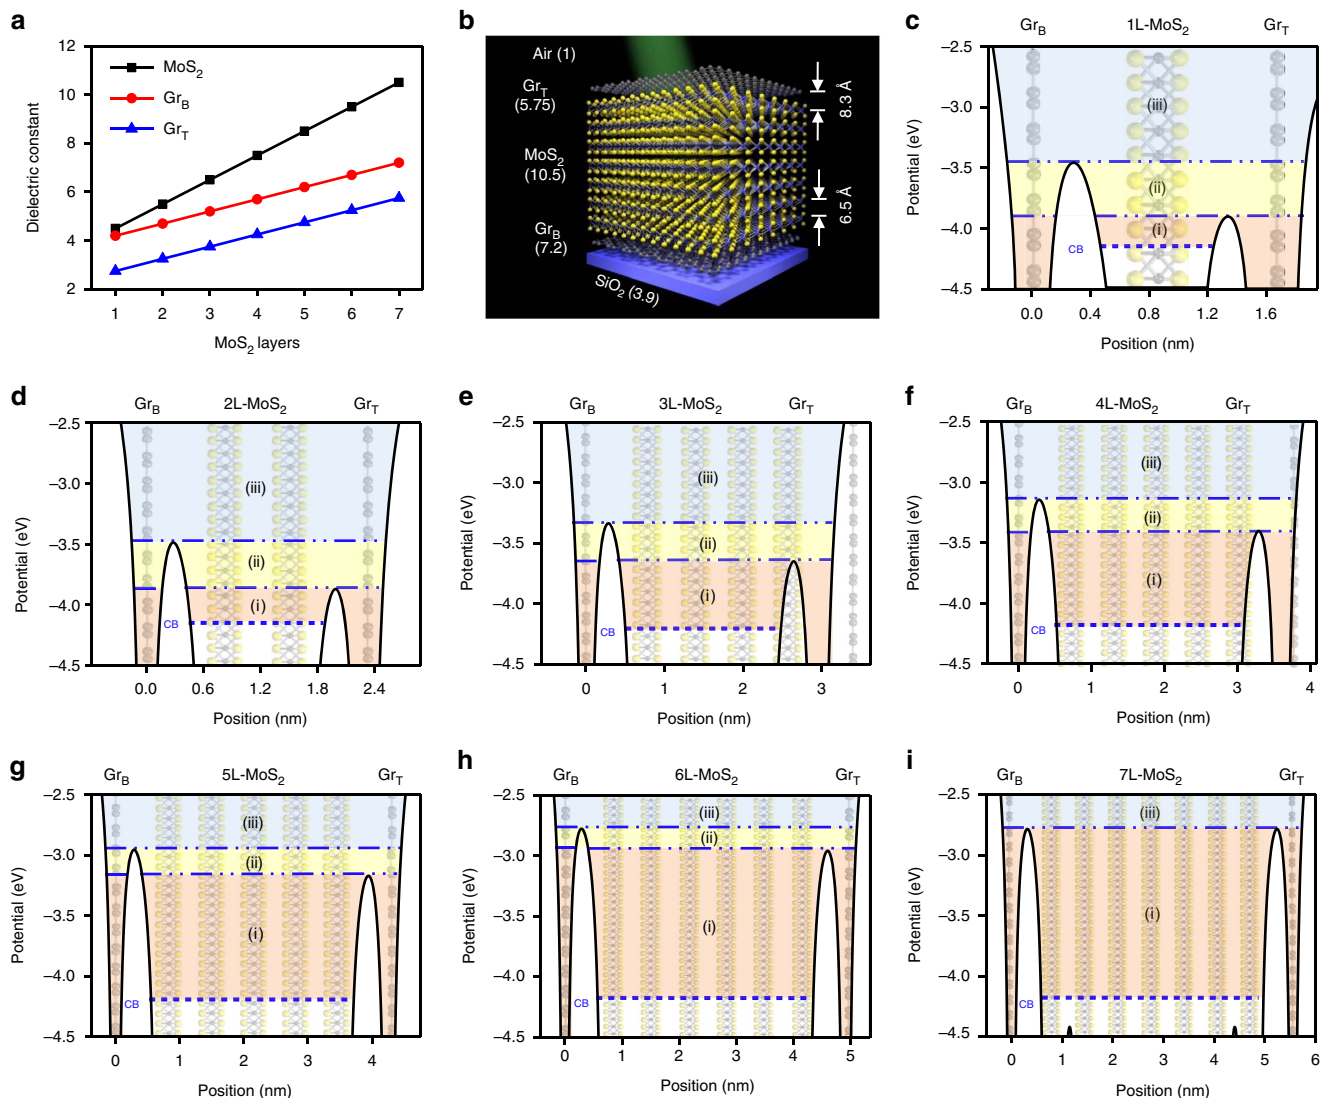 a
12
10
8
6
4
2
Dielectric constant
MoS2
GrB
GrT
1 2 3 4 5 6 7
MoS2 layers
b
Air (1)
GrT
(5.75)
MoS2
(10.5)
GrB
(7.2)
SiO2 (3.9)
8.3 Å
6.5 Å
c
GrB 1L-MoS2 GrT
–2.5
–3.0
–3.5
–4.0
–4.5
Potential (eV)
(iii)
(ii)
(i)
CB
0.0 0.4 0.8 1.2 1.6
Position (nm)
d
GrB 2L-MoS2 GrT
–2.5
–3.0
–3.5
–4.0
–4.5
Potential (eV)
(iii)
(ii)
(i)
CB
0.0 0.6 1.2 1.8 2.4
Position (nm)
e
GrB 3L-MoS2 GrT
–2.5
–3.0
–3.5
–4.0
–4.5
Potential (eV)
(iii)
(ii)
(i)
CB
0 1 2 3
Position (nm)
f
GrB 4L-MoS2 GrT
–2.5
–3.0
–3.5
–4.0
–4.5
Potential (eV)
(iii)
(ii)
(i)
CB
0 1 2 3 4
Position (nm)
g
GrB 5L-MoS2 GrT
–2.5
–3.0
–3.5
–4.0
–4.5
Potential (eV)
(iii)
(ii)
(i)
CB
0 1 2 3 4
Position (nm)
h
GrB 6L-MoS2 GrT
–2.5
–3.0
–3.5
–4.0
–4.5
Potential (eV)
(iii)
(ii)
(i)
CB
0 1 2 3 4 5
Position (nm)
i
GrB 7L-MoS2 GrT
–2.5
–3.0
–3.5
–4.0
–4.5
Potential (eV)
(iii)
(i)
CB
0 1 2 3 4 5 6
Position (nm)